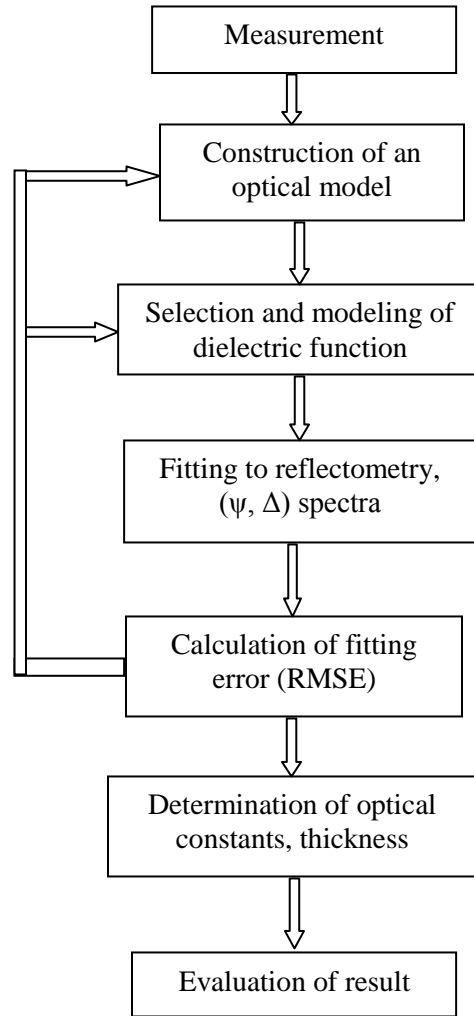 Measurement
Construction of an
optical model
Selection and modeling of
dielectric function
Fitting to reflectometry,
(ψ, Δ) spectra
Calculation of fitting
error (RMSE)
Determination of optical
constants, thickness
Evaluation of result